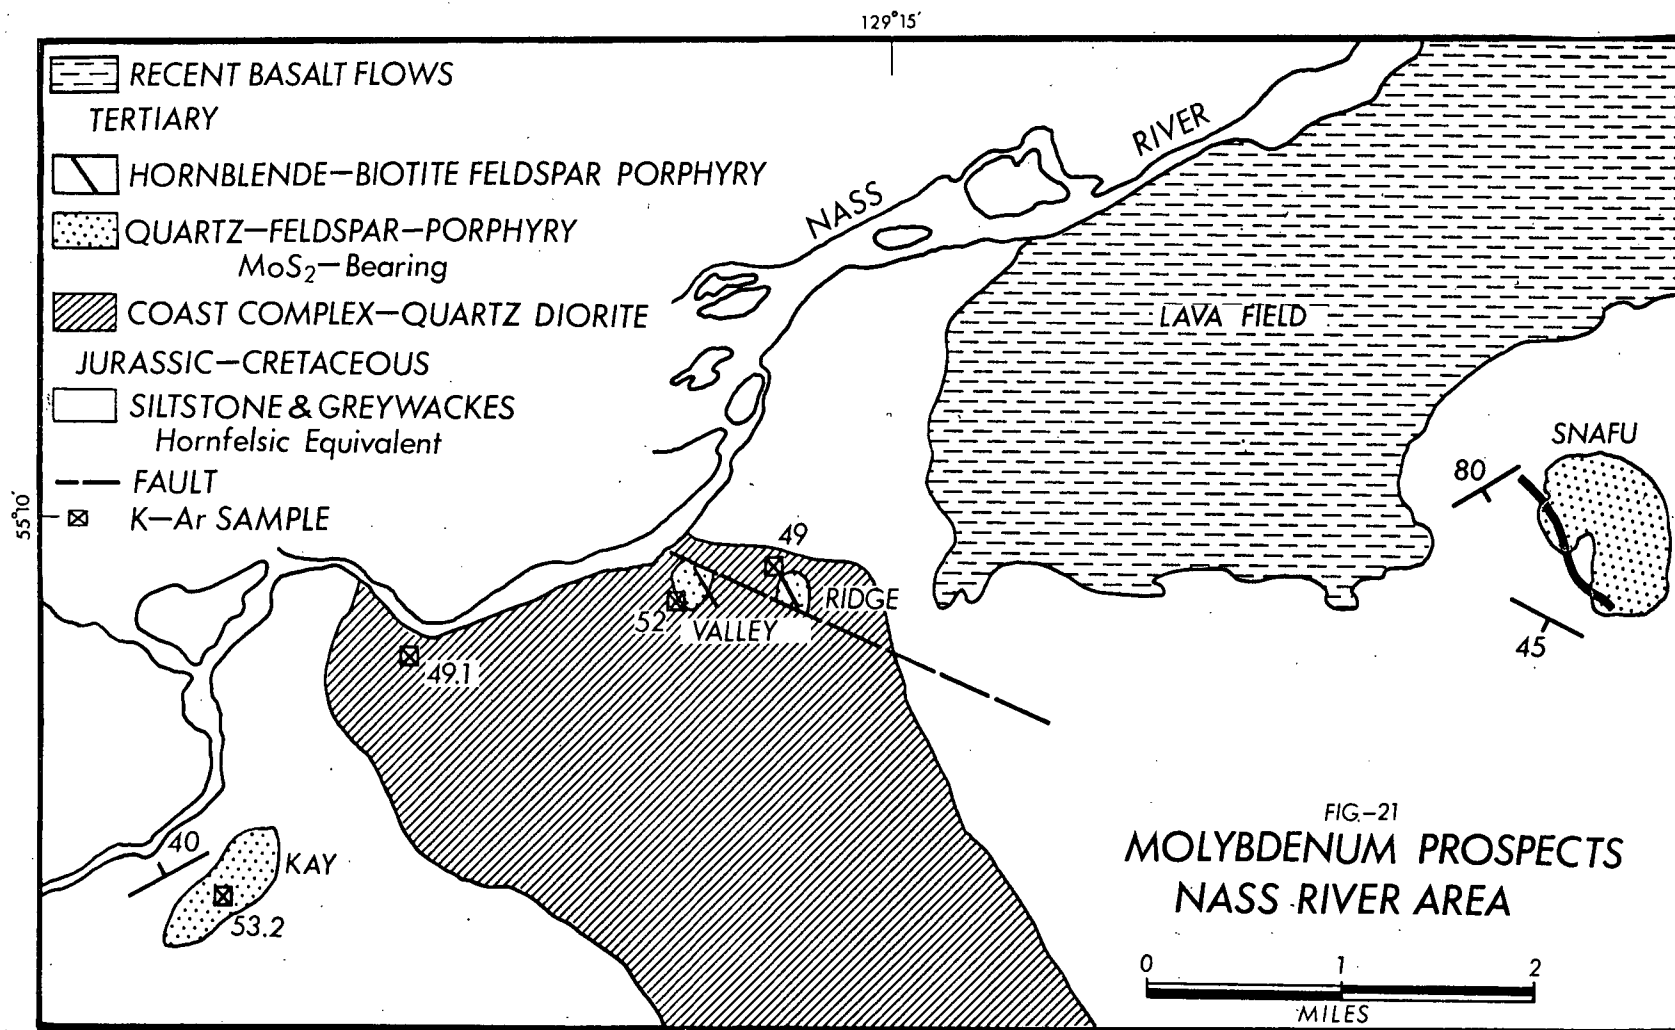 129°15′
RECENT BASALT FLOWS
TERTIARY
HORNBLENDE—BIOTITE FELDSPAR PORPHYRY
QUARTZ—FELDSPAR—PORPHYRY
MoS₂—Bearing
COAST COMPLEX—QUARTZ DIORITE
JURASSIC—CRETACEOUS
SILTSTONE & GREYWACKES
Hornfelsic Equivalent
FAULT
K—Ar SAMPLE
55°10′
NASS RIVER
LAVA FIELD
SNAFU
80
45
49
RIDGE
52
VALLEY
49.1
40
KAY
53.2
FIG.—21
MOLYBDENUM PROSPECTS
NASS RIVER AREA
0 1 2
MILES